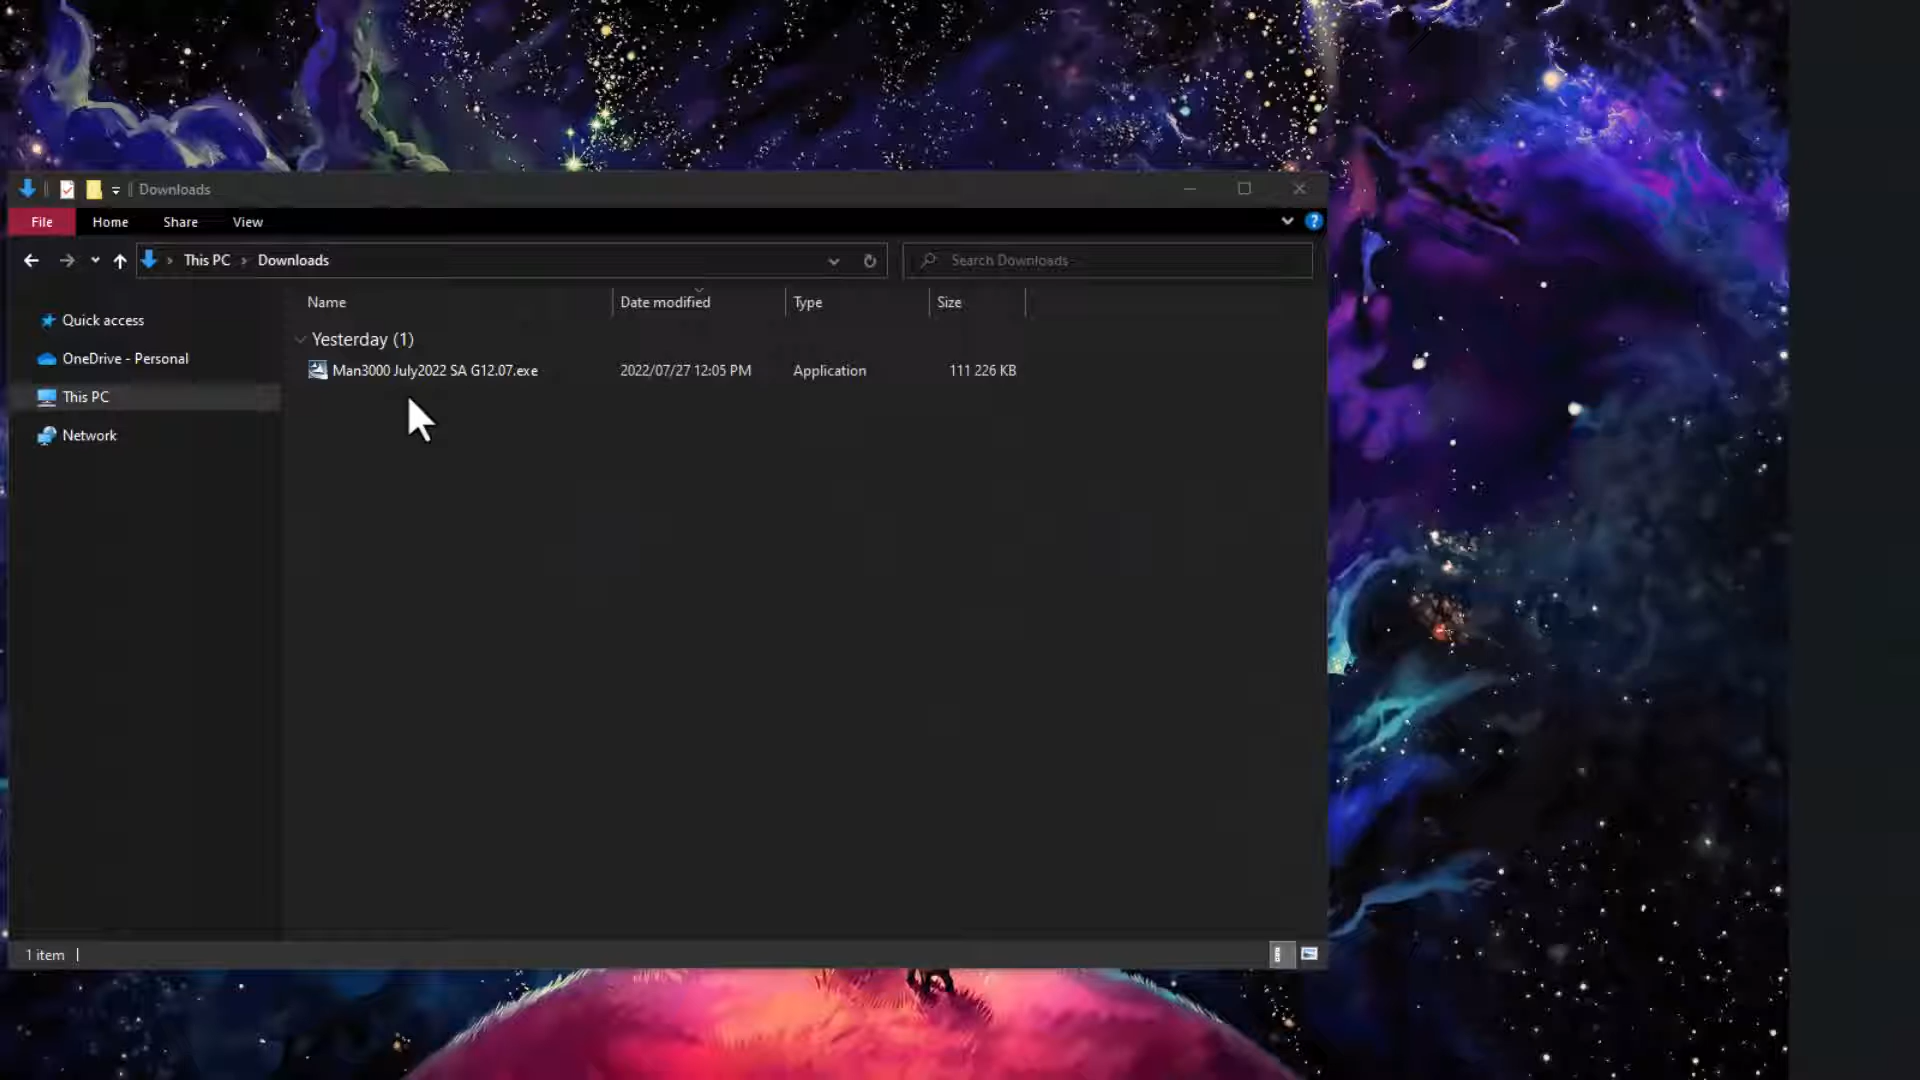 Downloads
File Home Share View
This PC Downloads
Search Downloads
Name Date modified Type Size
Quick access
Yesterday (1)
OneDrive - Personal
Man3000 July2022 SA G12.07.exe 2022/07/27 12:05 PM Application 111 226 KB
This PC
Network
1 item